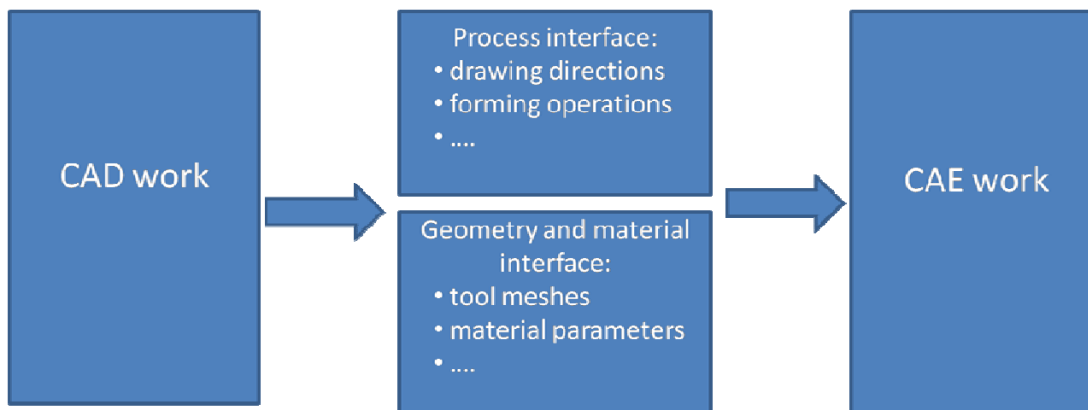 CAD work
Process interface:
• drawing directions
• forming operations
• ....
Geometry and material
interface:
• tool meshes
• material parameters
• ....
CAE work